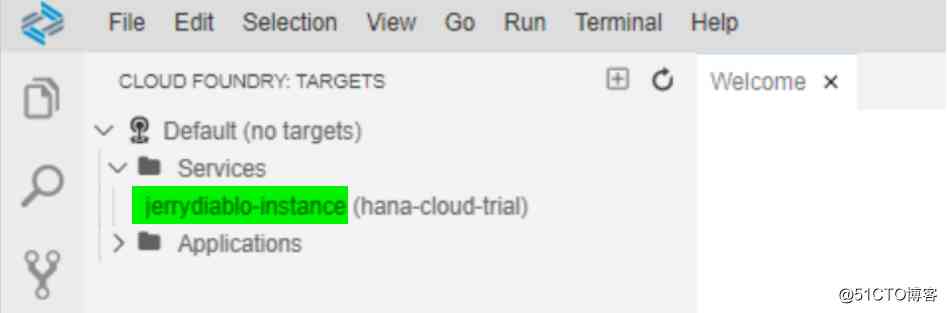 File Edit Selection View Go Run Terminal Help
CLOUD FOUNDRY: TARGETS
Welcome ×
Default (no targets)
Services
jerrydiablo-instance (hana-cloud-trial)
Applications
@51CTO博客